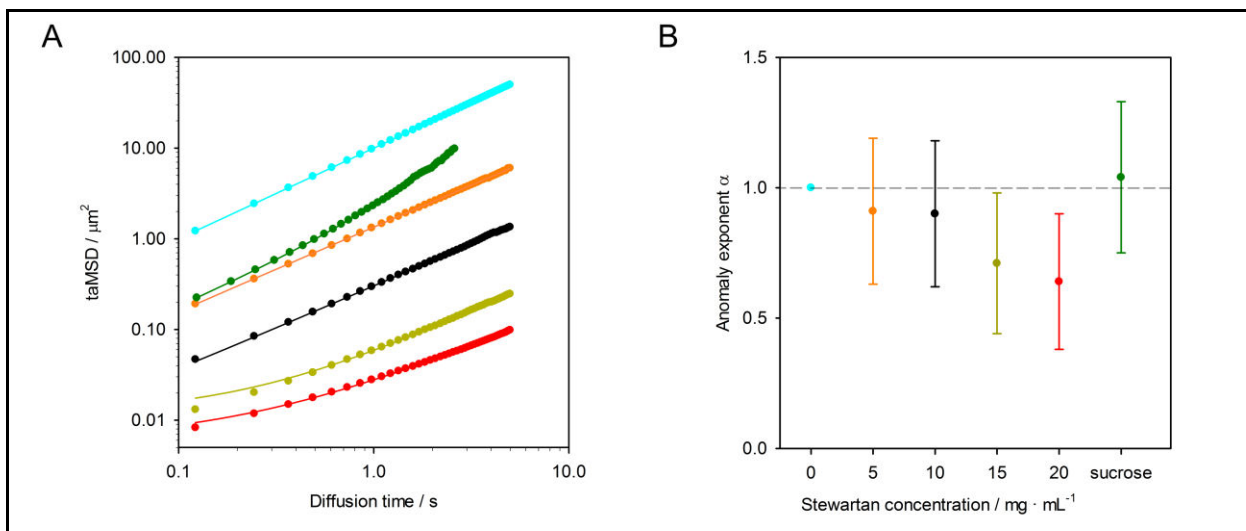 A
100.00
10.00
1.00
0.10
0.01
taMSD / μm²
0.1
1.0
10.0
Diffusion time / s
B
1.5
1.0
0.5
0.0
Anomaly exponent α
0
5
10
15
20
sucrose
Stewartan concentration / mg · mL⁻¹